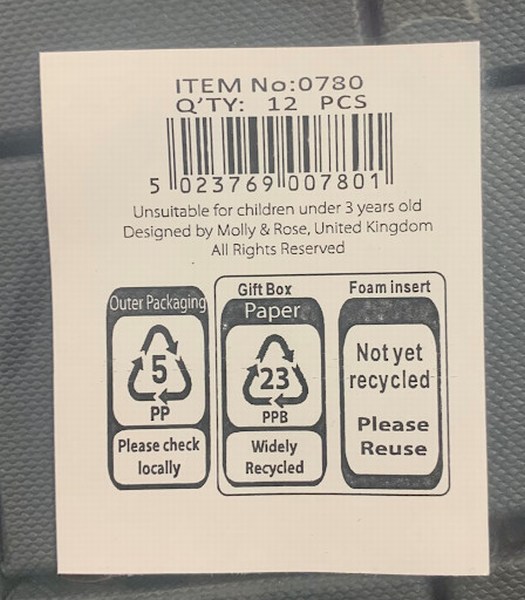 ITEM No:0780
Q'TY: 12 PCS
5 023769 007801
Unsuitable for children under 3 years old
Designed by Molly & Rose, United Kingdom
All Rights Reserved
Outer Packaging
5
PP
Please check
locally
Gift Box
Paper
23
PPB
Widely
Recycled
Foam insert
Not yet
recycled
Please
Reuse